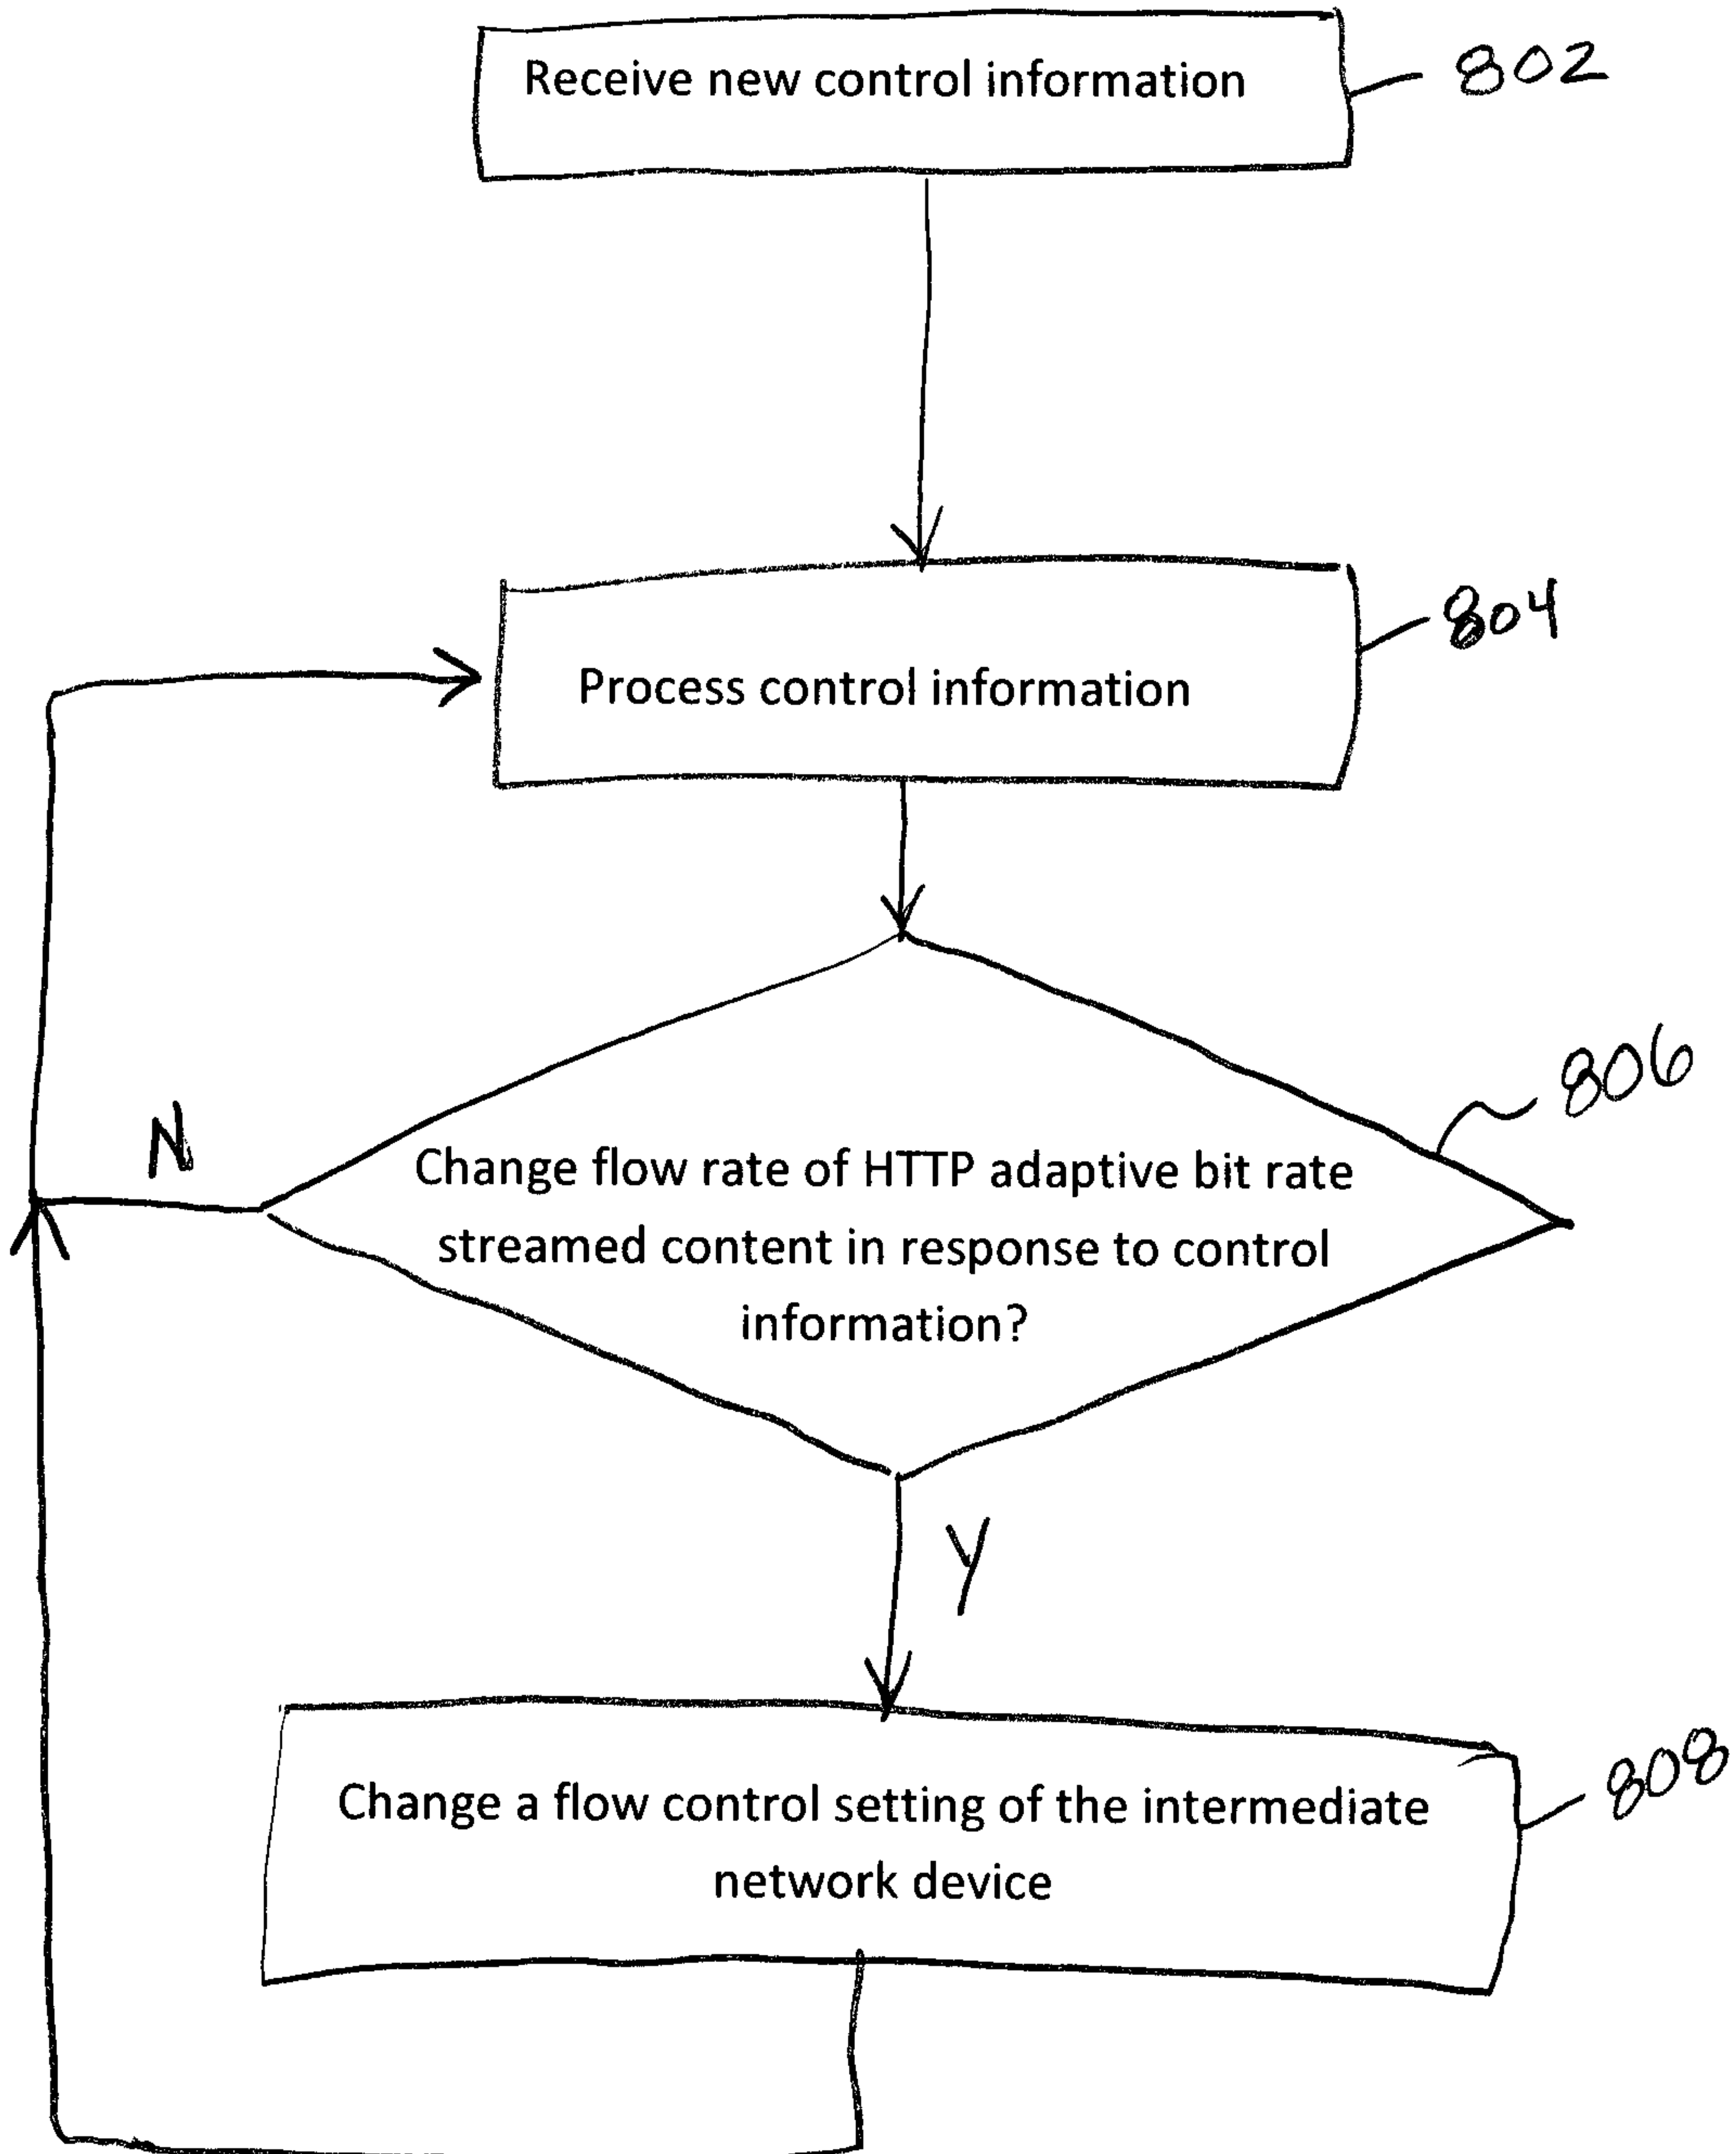 Receive new control information
802
Process control information
804
806
N
Change flow rate of HTTP adaptive bit rate
streamed content in response to control
information?
Y
Change a flow control setting of the intermediate
network device
808